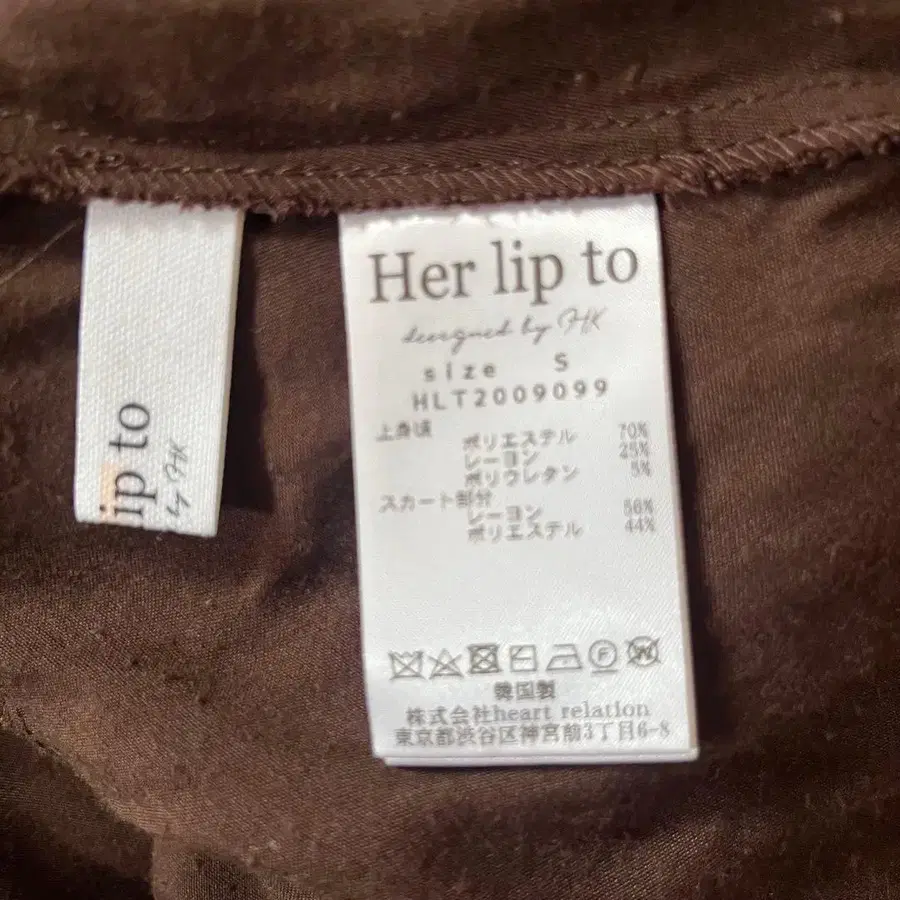 ip to
by HK
Her lip to
designed by HK
size S
HLT2009099
上身頃
ポリエステル 70%
レーヨン 25%
ポリウレタン 5%
スカート部分
レーヨン 56%
ポリエステル 44%
F W
韓国製
株式会社heart relation
東京都渋谷区神宮前3丁目6-8